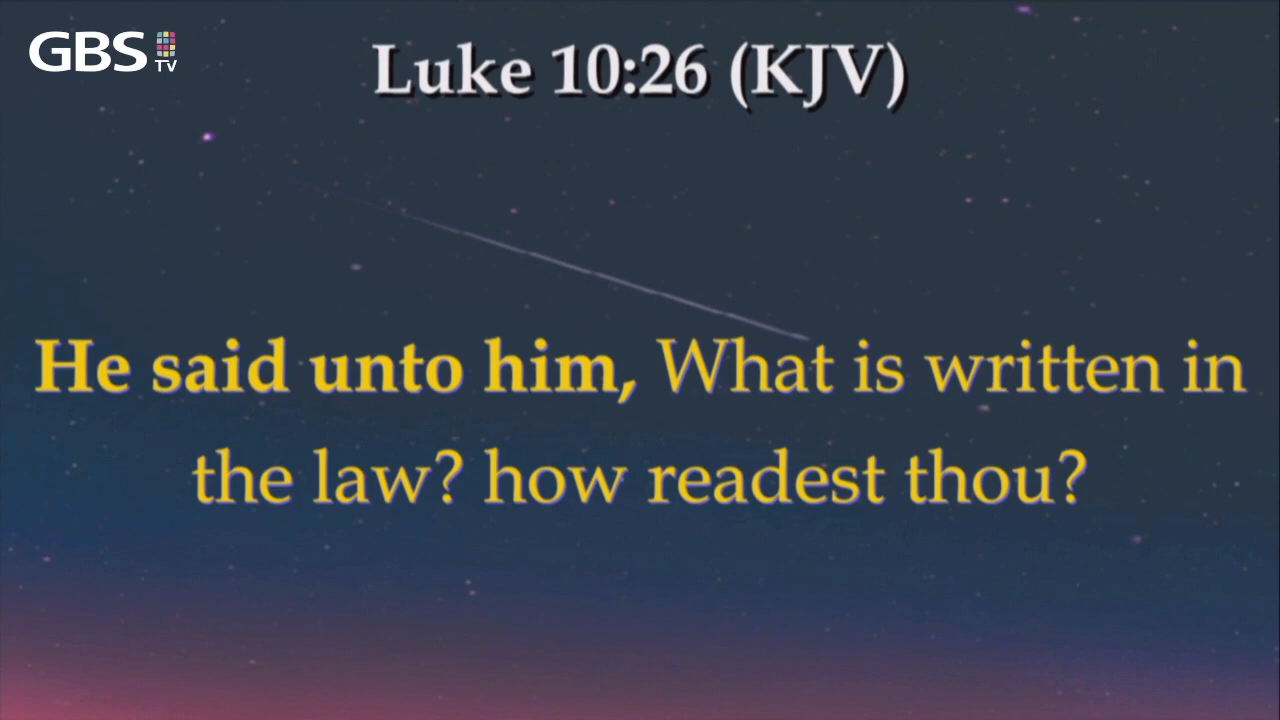 GBS TV
Luke 10:26 (KJV)
He said unto him, What is written in
the law? how readest thou?